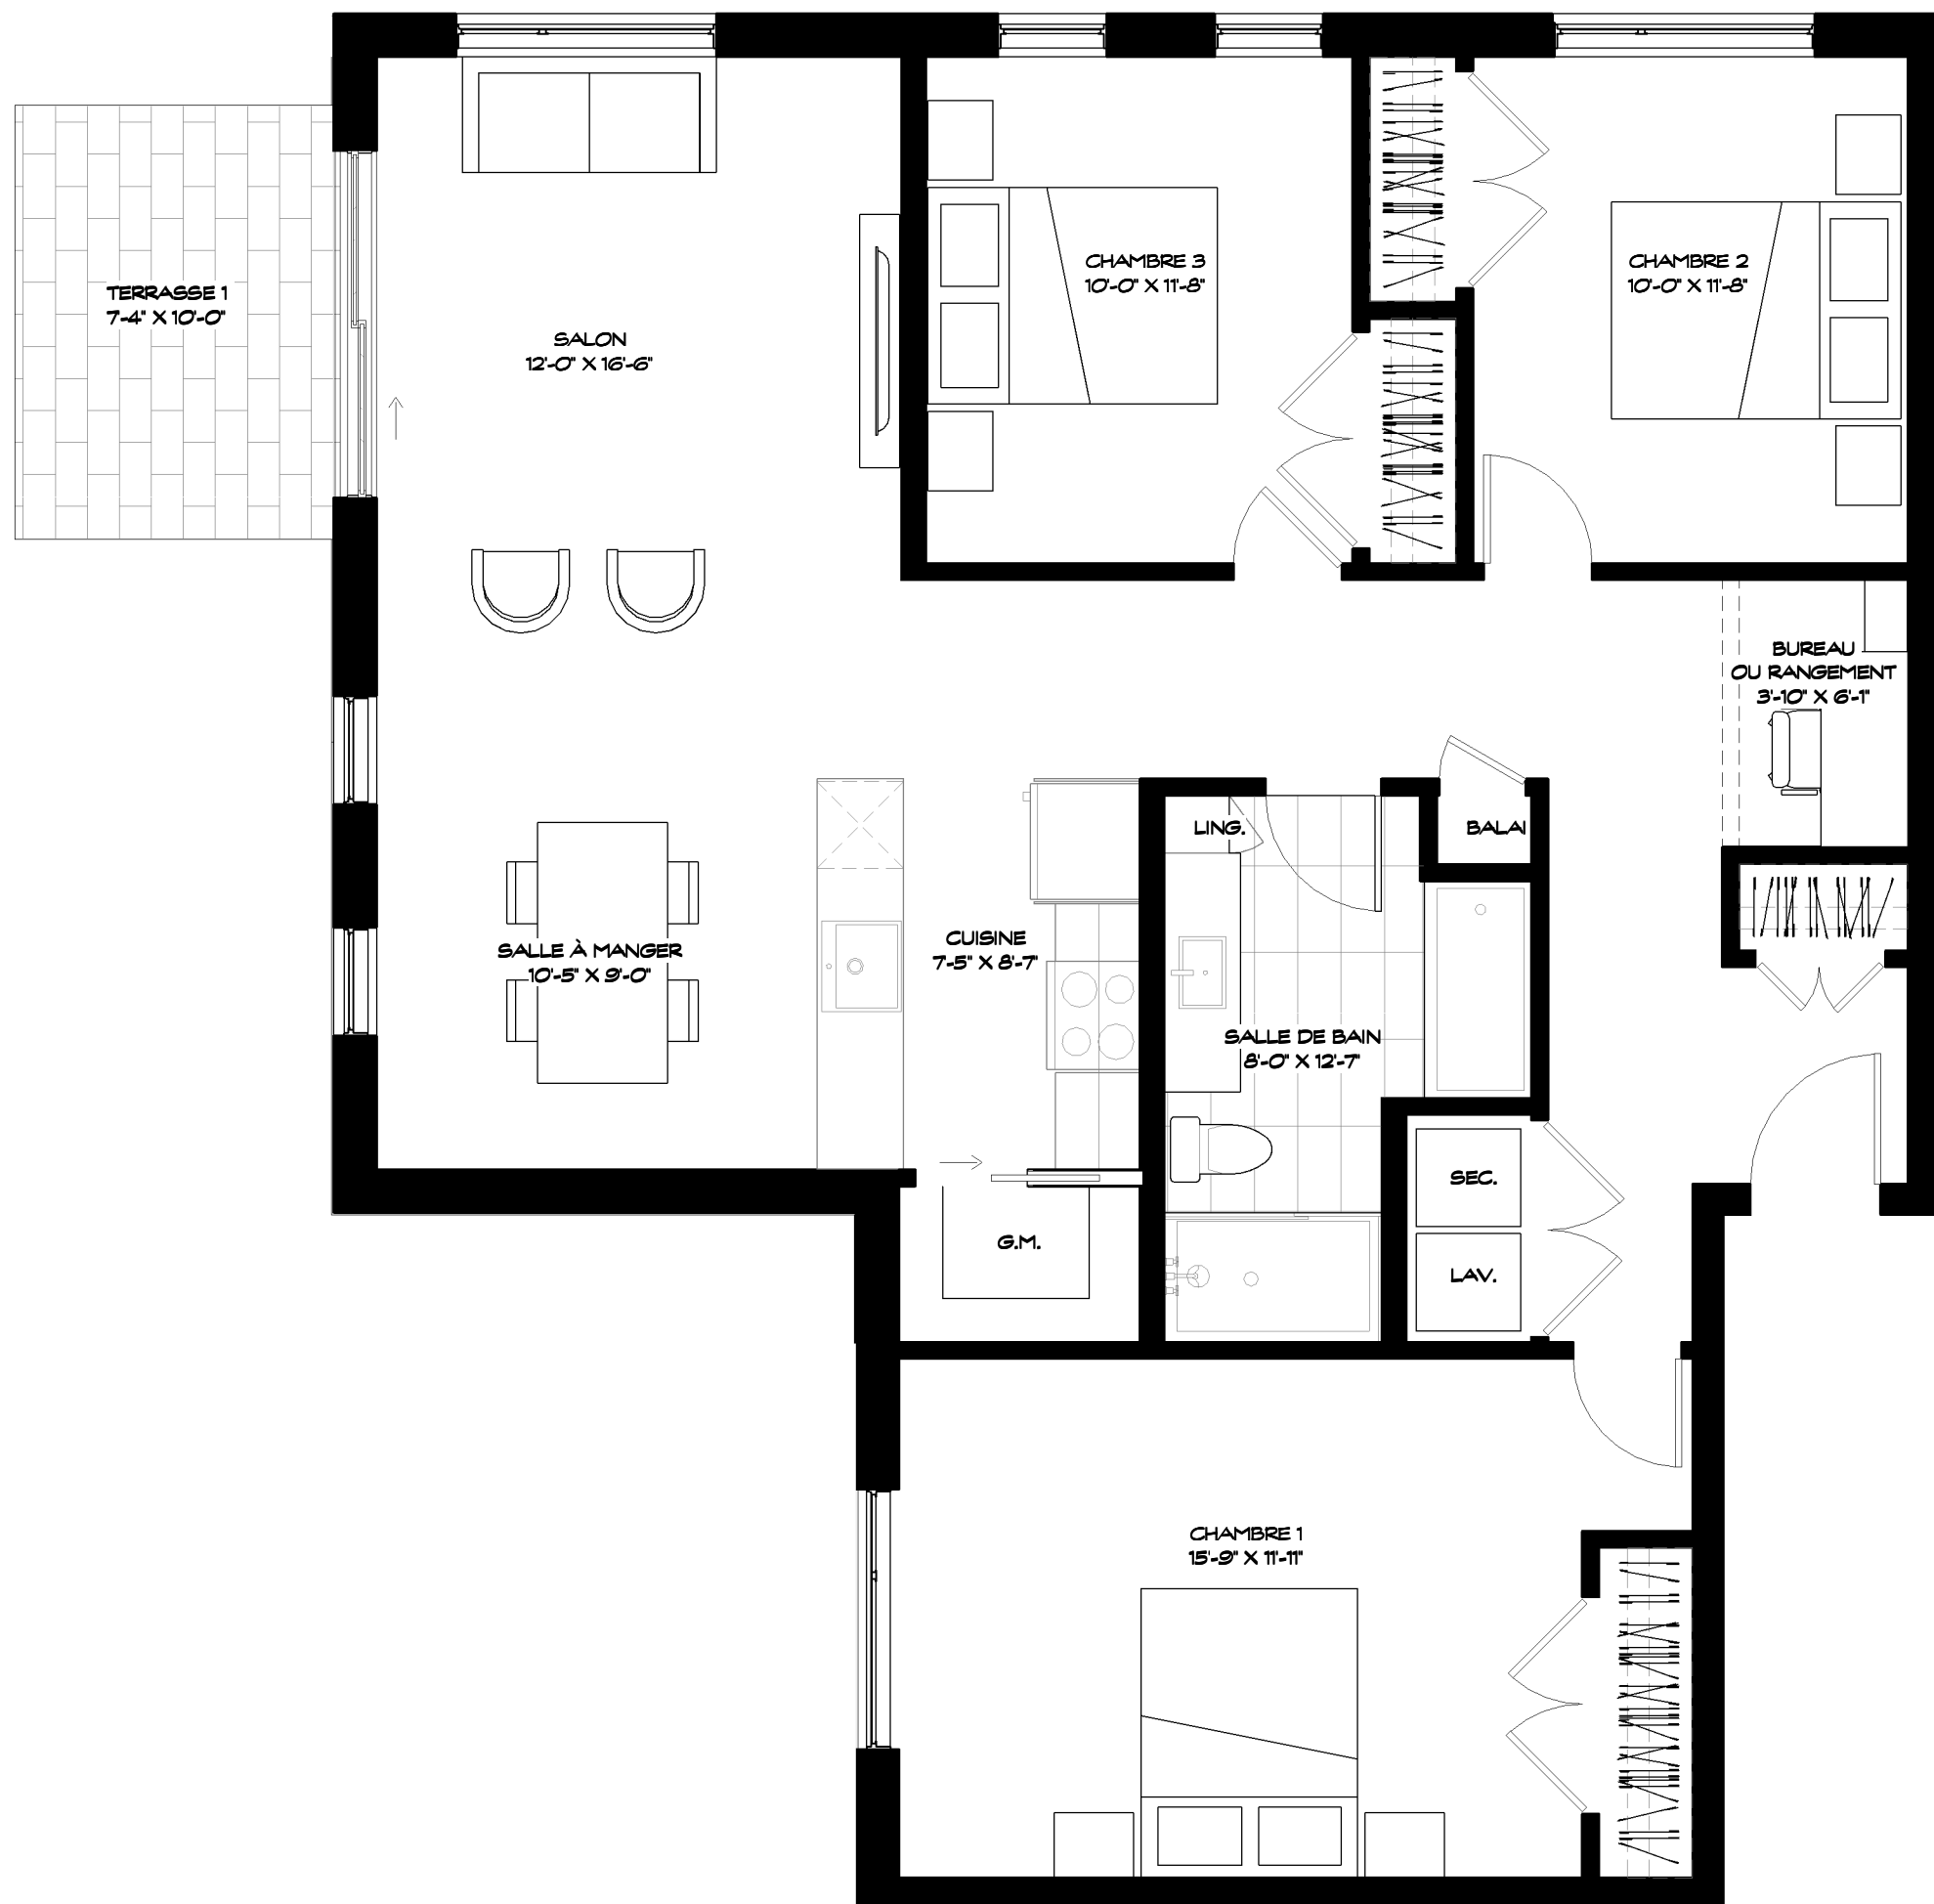 TERRASSE 1
7'-4" X 10'-0"
SALON
12'-0" X 16'-6"
CHAMBRE 3
10'-0" X 11'-8"
CHAMBRE 2
10'-0" X 11'-8"
BUREAU
OU RANGEMENT
3'-10" X 6'-1"
LING.
BALAI
SALLE À MANGER
10'-5" X 9'-0"
CUISINE
7'-5" X 8'-7"
SALLE DE BAIN
8'-0" X 12'-7"
SEC.
G.M.
LAV.
CHAMBRE 1
15'-9" X 11'-11"